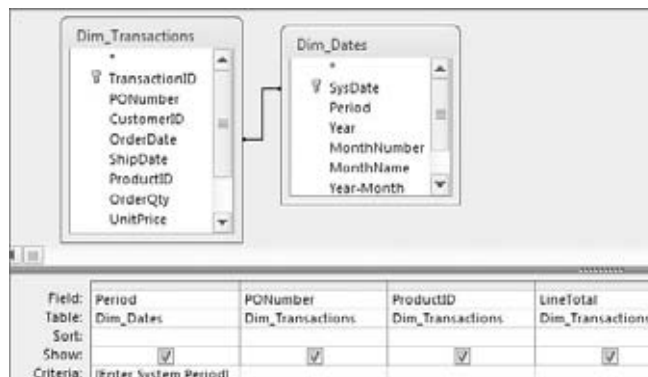 Dim_Transactions
*
TransactionID
PONumber
CustomerID
OrderDate
ShipDate
ProductID
OrderQty
UnitPrice
Dim_Dates
*
SysDate
Period
Year
MonthNumber
MonthName
Year-Month
Field: Period PONumber ProductID LineTotal
Table: Dim_Dates Dim_Transactions Dim_Transactions Dim_Transactions
Sort:
Show:
Criteria: [Enter System Period]